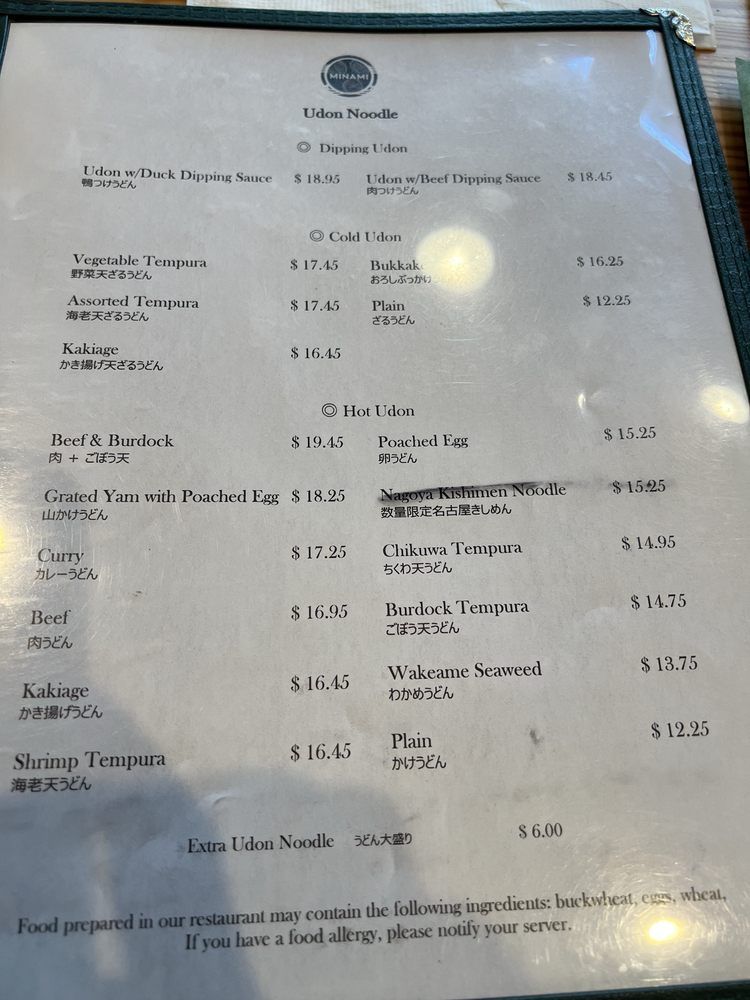 MINAMI
Udon Noodle
◎ Dipping Udon
Udon w/Duck Dipping Sauce $ 18.95
鴨つけうどん
Udon w/Beef Dipping Sauce $ 18.45
肉つけうどん
◎ Cold Udon
Vegetable Tempura $ 17.45
野菜天ざるうどん
$ 16.25
おろしぶっかけ
Assorted Tempura $ 17.45
海老天ざるうどん
Plain $ 12.25
ざるうどん
Kakiage $ 16.45
かき揚げ天ざるうどん
◎ Hot Udon
Beef & Burdock $ 19.45
肉 + ごぼう天
Poached Egg $ 15.25
卵うどん
Grated Yam with Poached Egg $ 18.25
山かけうどん
Nagoya Kishimen Noodle $ 15.25
数量限定名古屋きしめん
Curry $ 17.25
カレーうどん
Chikuwa Tempura $ 14.95
ちくわ天うどん
Beef $ 16.95
肉うどん
Burdock Tempura $ 14.75
ごぼう天うどん
Kakiage $ 16.45
かき揚げうどん
Wakeame Seaweed $ 13.75
わかめうどん
Shrimp Tempura $ 16.45
海老天うどん
Plain $ 12.25
かけうどん
Extra Udon Noodle うどん大盛り $ 6.00
Food prepared in our restaurant may contain the following ingredients: buckwheat, eggs, wheat,
If you have a food allergy, please notify your server.